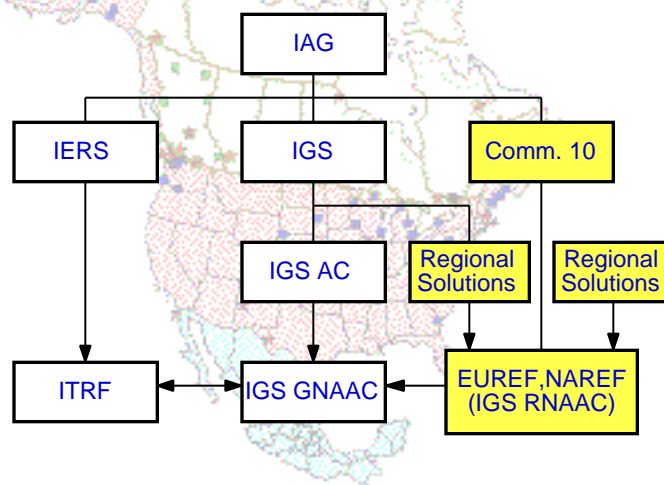 IAG
IERS
IGS
Comm. 10
IGS AC
Regional
Solutions
Regional
Solutions
ITRF
IGS GNAAC
EUREF,NAREF
(IGS RNAAC)